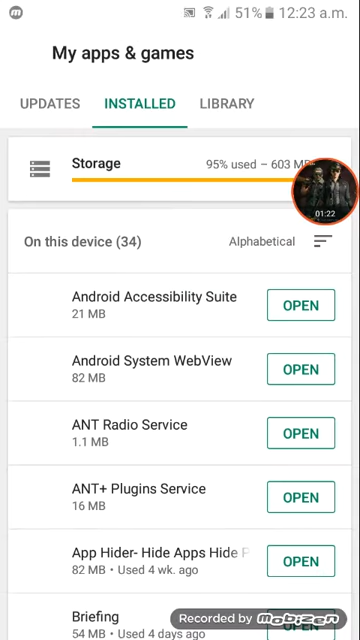 51% 12:23 a.m.
My apps & games
UPDATES INSTALLED LIBRARY
Storage 95% used – 603 M
01:22
On this device (34) Alphabetical
Android Accessibility Suite
21 MB
OPEN
Android System WebView
82 MB
OPEN
ANT Radio Service
1.1 MB
OPEN
ANT+ Plugins Service
16 MB
OPEN
App Hider- Hide Apps Hide P
82 MB • Used 4 wk. ago
OPEN
Briefing
54 MB • Used 4 days ago
OPEN
Recorded by Mobizen